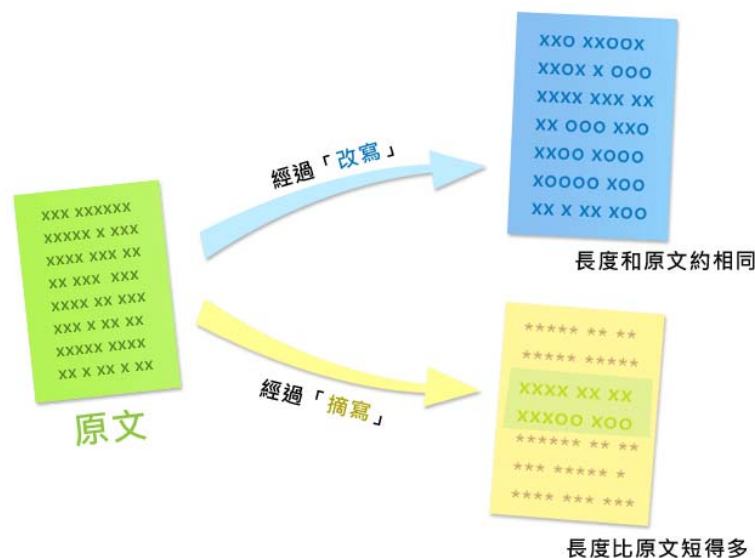 XXX XXXXXX
XXXXX X XXX
XXXX XXX XX
XX XXX XXX
XXXX XX XXX
XXX X XX XX
XXXXX XXXX
XX X XX X XX
原文
經過「改寫」
XXO XXOOX
XXOX X OOO
XXXX XXX XX
XX OOO XXO
XXOO XOOO
XOOOO XOO
XX X XX XOO
長度和原文約相同
經過「摘寫」
***** ** **
***** *****
XXXX XX XX
XXXOO XOO
****** ** **
*** ***** *
**** *** ***
長度比原文短得多